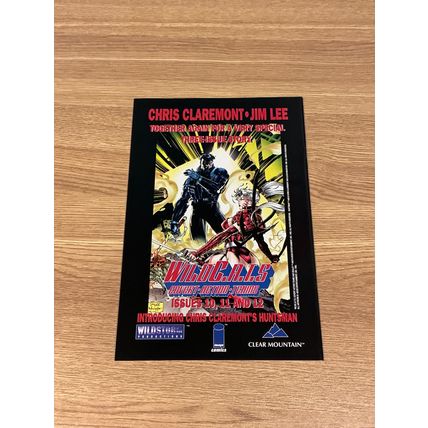 CHRIS CLAREMONT • JIM LEE
TOGETHER AGAIN FOR A VERY SPECIAL
THREE-ISSUE STORY
WILDC.A.T.S
COVERT-ACTION-TEAMS
ISSUES 10, 11 AND 12
INTRODUCING CHRIS CLAREMONT'S HUNTSMAN
WILDSTORM
PRODUCTIONS
image
comics
CLEAR MOUNTAIN™